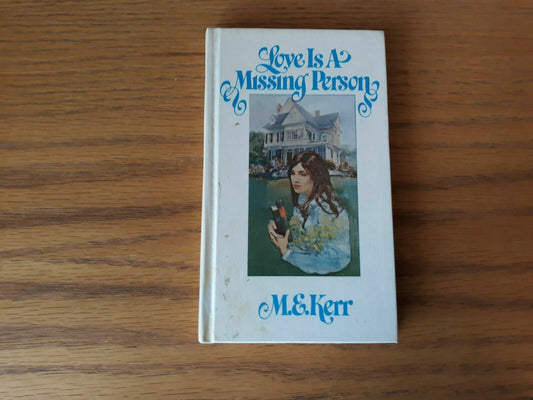 Love Is A
Missing Person
M.E.Kerr